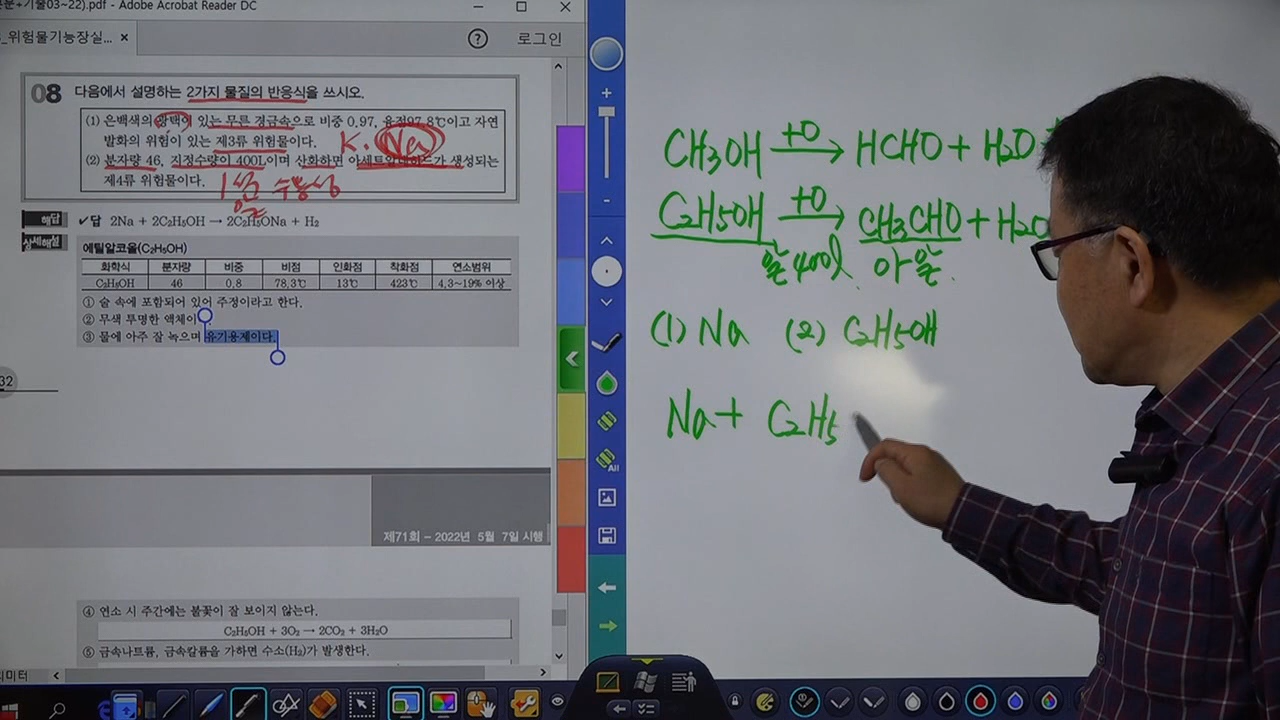 기출03~22).pdf - Adobe Acrobat Reader DC
_위험물기능장실...
로그인
08 다음에서 설명하는 2가지 물질의 반응식을 쓰시오.
(1) 은백색의 광택에 있는 무른 경금속으로 비중 0.97, 융점97.8℃이고 자연
발화의 위험이 있는 제3류 위험물이다.
K. Na
(2) 분자량 46, 지정수량이 400L이며 산화하면 아세트알데하드가 생성되는
제4류 위험물이다.
수용성
해답 ✔답 2Na + 2C₂H₅OH → 2C₂H₅ONa + H₂
상세해설 에틸알코올(C₂H₅OH)
화학식 분자량 비중 비점 인화점 착화점 연소범위
C₂H₅OH 46 0.8 78.3℃ 13℃ 423℃ 4.3~19% 이상
① 술 속에 포함되어 있어 주정이라고 한다.
② 무색 투명한 액체이
③ 물에 아주 잘 녹으며 유기용제이다.
32
제71회 - 2022년 5월 7일 시행
④ 연소 시 주간에는 불꽃이 잘 보이지 않는다.
C₂H₅OH + 3O₂ → 2CO₂ + 3H₂O
⑤ 금속나트륨, 금속칼륨을 가하면 수소(H₂)가 발생한다.
All
CH3OH +O → HCHO + H2O
C2H5OH +O → CH3CHO + H2O
알 400l 아알.
(1) Na (2) C2H5OH
Na + C2H5